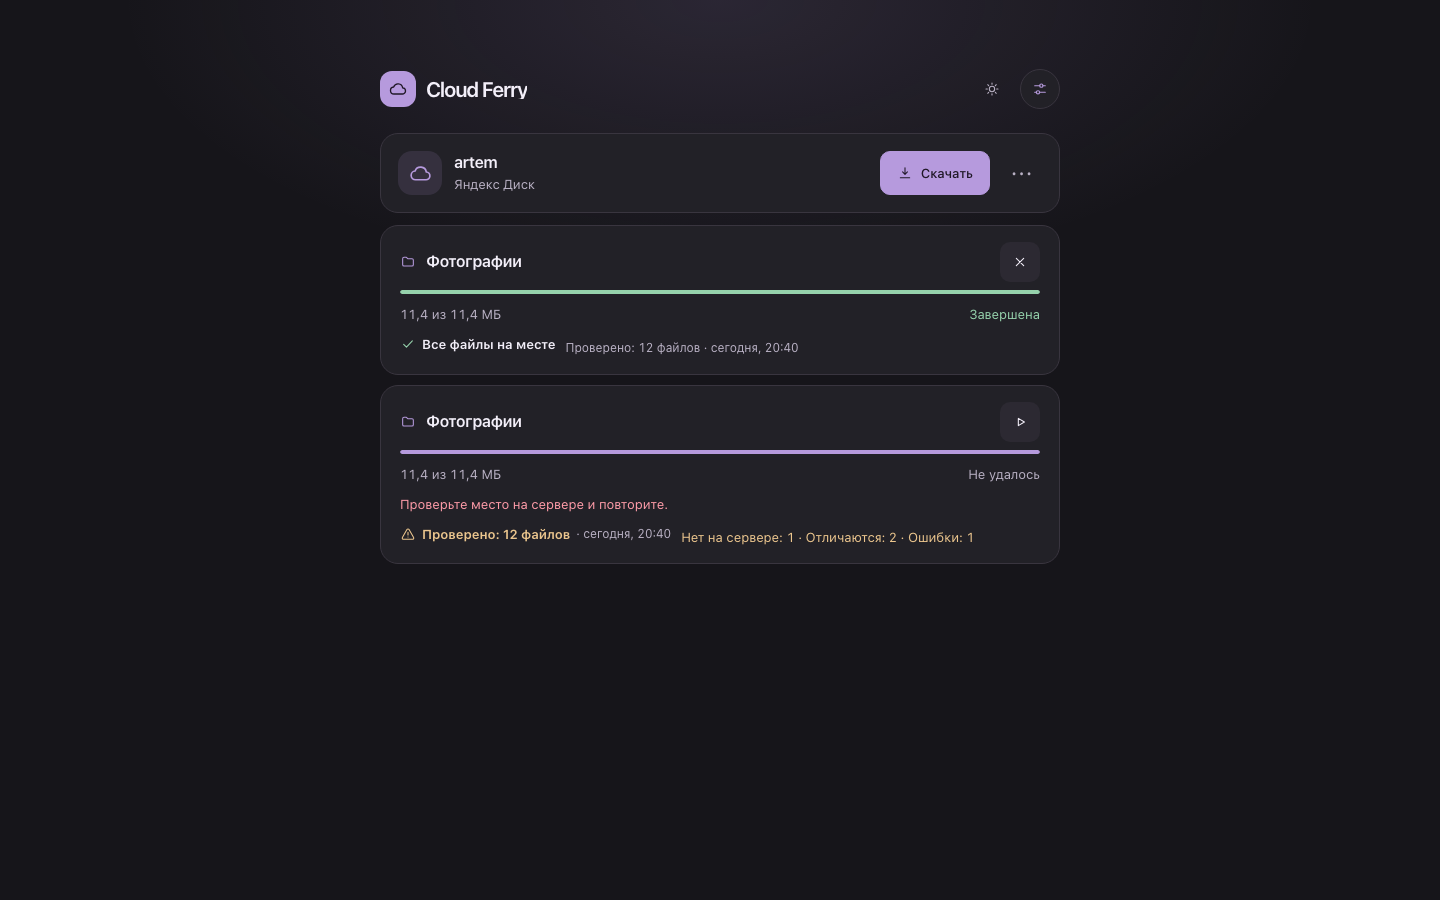 Cloud Ferry
artem
Яндекс Диск
Скачать
Фотографии
11,4 из 11,4 МБ
Завершена
Все файлы на месте Проверено: 12 файлов · сегодня, 20:40
Фотографии
11,4 из 11,4 МБ
Не удалось
Проверьте место на сервере и повторите.
Проверено: 12 файлов · сегодня, 20:40 Нет на сервере: 1 · Отличаются: 2 · Ошибки: 1